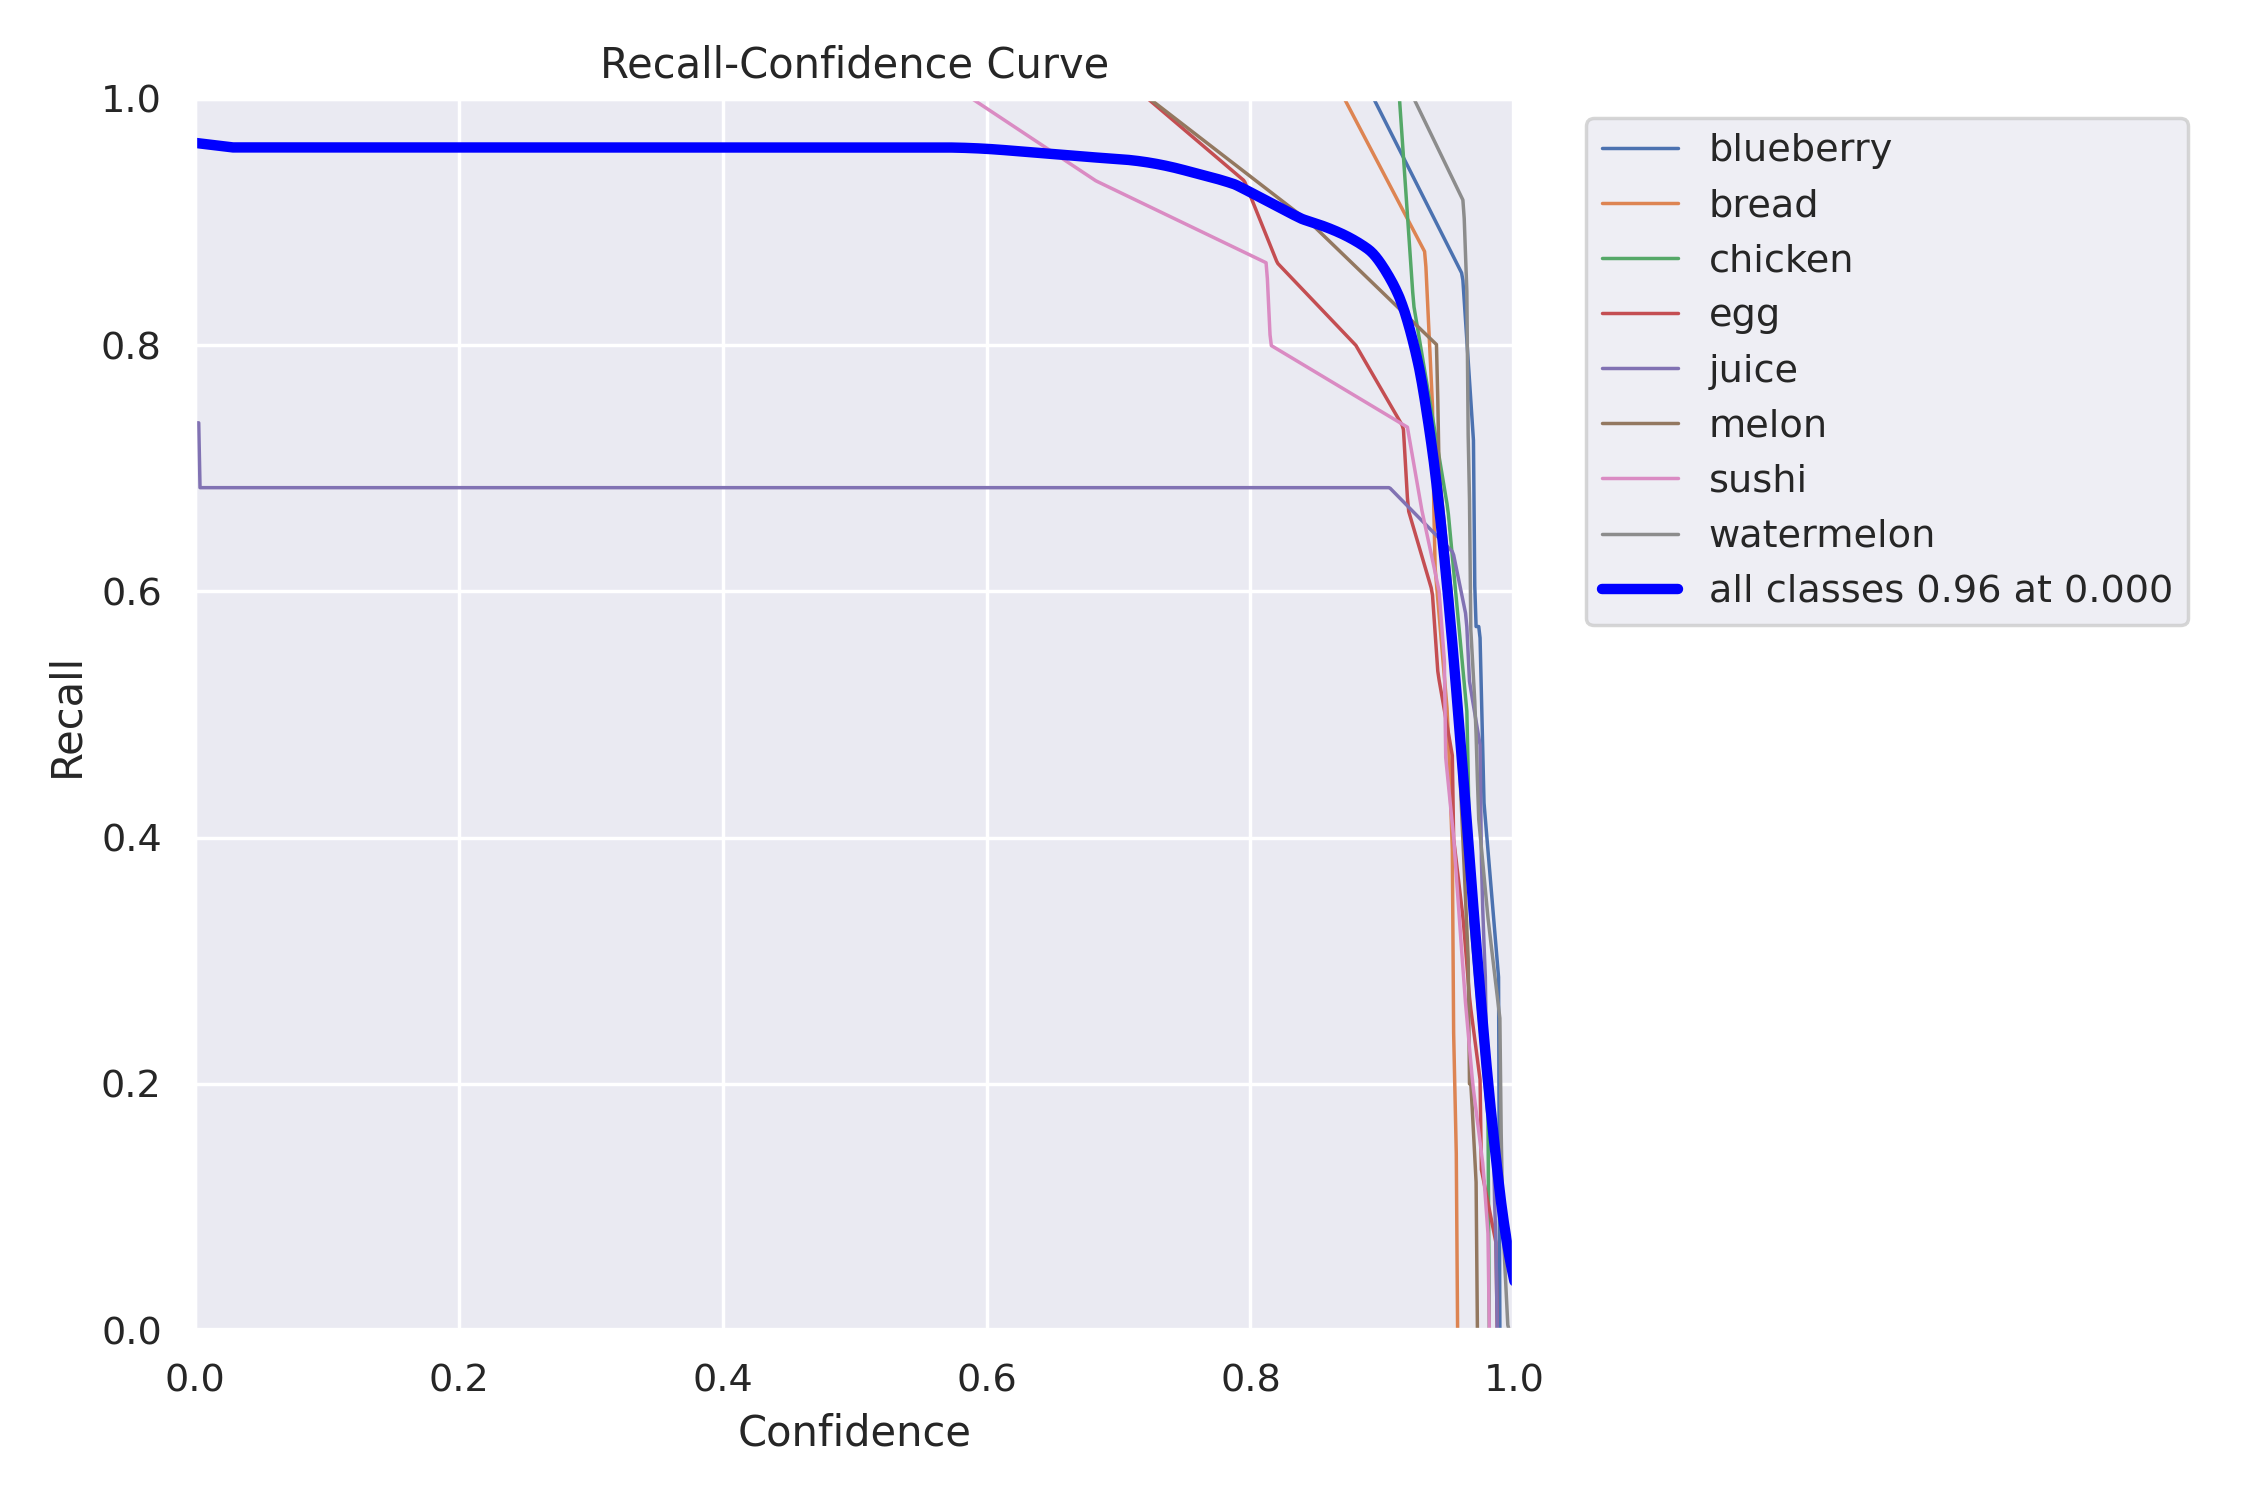 Recall-Confidence Curve
1.0
0.8
0.6
0.4
0.2
0.0
Recall
0.0 0.2 0.4 0.6 0.8 1.0
Confidence
blueberry
bread
chicken
egg
juice
melon
sushi
watermelon
all classes 0.96 at 0.000